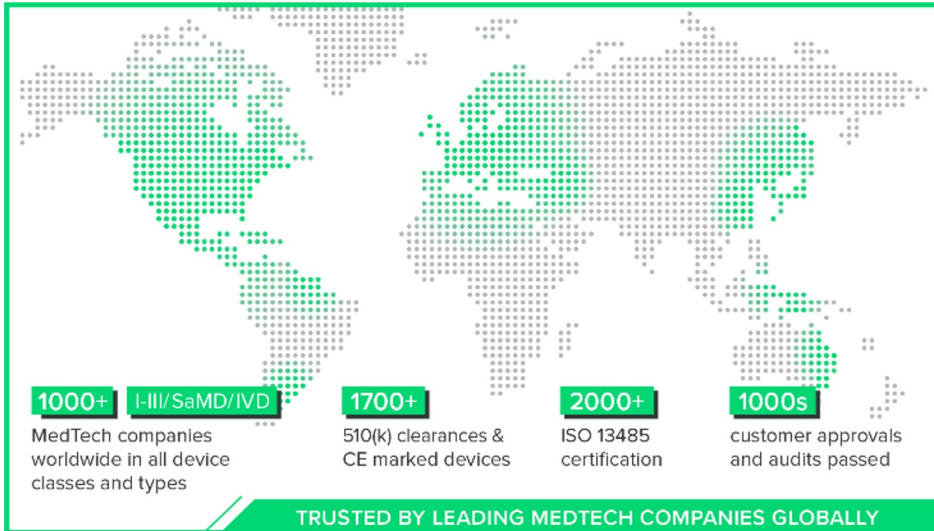 1000+ I-III/SaMD/IVD
MedTech companies
worldwide in all device
classes and types
1700+
510(k) clearances &
CE marked devices
2000+
ISO 13485
certification
1000s
customer approvals
and audits passed
TRUSTED BY LEADING MEDTECH COMPANIES GLOBALLY